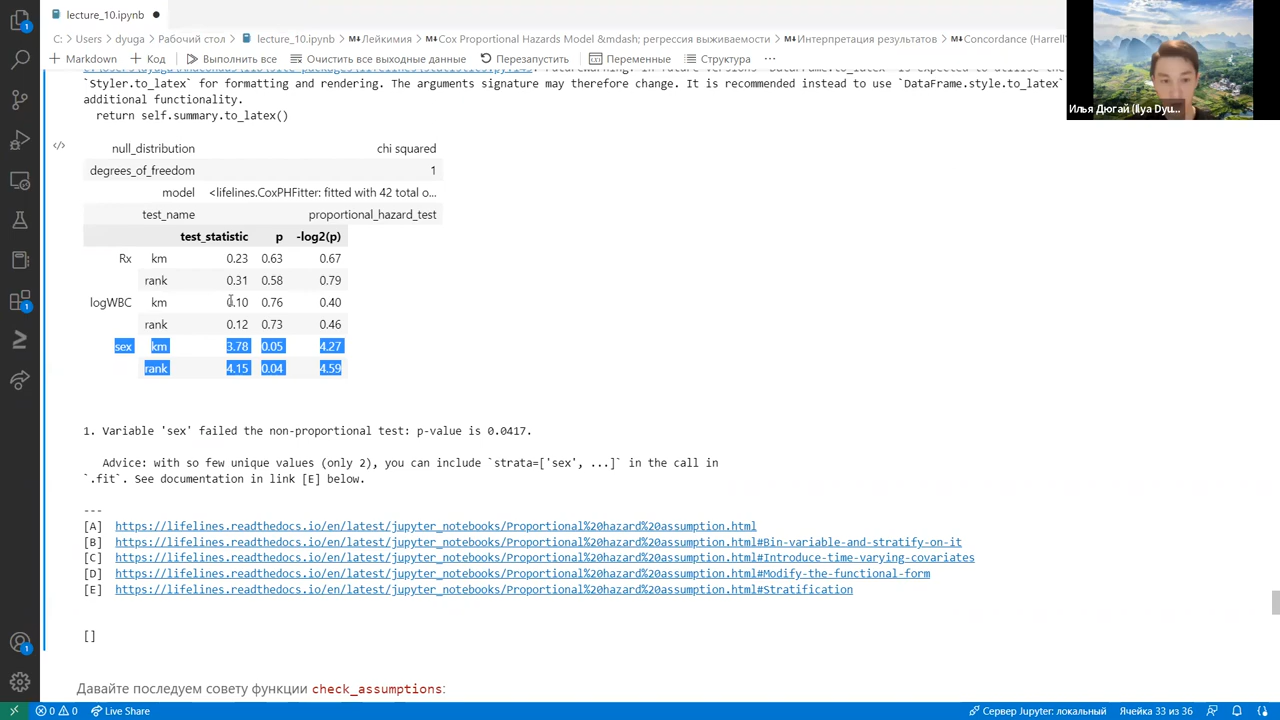 lecture_10.ipynb
C: > Users > dyuga > Рабочий стол > lecture_10.ipynb > Лейкимия > Cox Proportional Hazards Model &mdash; регрессия выживаемости > Интерпретация результатов > Concordance (Harrell'
+ Markdown + Код Выполнить все Очистить выходные данные всех ячеек Перезапустить Переменные Структура ...
`Styler.to_latex` for formatting and rendering. The arguments signature may therefore change. It is recommended instead to use `DataFrame.style.to_latex`
additional functionality.
return self.summary.to_latex()
null_distribution chi squared
degrees_of_freedom 1
model <lifelines.CoxPHFitter: fitted with 42 total o...
test_name proportional_hazard_test
test_statistic p -log2(p)
Rx km 0.23 0.63 0.67
rank 0.31 0.58 0.79
logWBC km 0.10 0.76 0.40
rank 0.12 0.73 0.46
sex km 3.78 0.05 4.27
rank 4.15 0.04 4.59
1. Variable 'sex' failed the non-proportional test: p-value is 0.0417.
Advice: with so few unique values (only 2), you can include `strata=['sex', ...]` in the call in
`.fit`. See documentation in link [E] below.
---
[A] https://lifelines.readthedocs.io/en/latest/jupyter_notebooks/Proportional%20hazard%20assumption.html
[B] https://lifelines.readthedocs.io/en/latest/jupyter_notebooks/Proportional%20hazard%20assumption.html#Bin-variable-and-stratify-on-it
[C] https://lifelines.readthedocs.io/en/latest/jupyter_notebooks/Proportional%20hazard%20assumption.html#Introduce-time-varying-covariates
[D] https://lifelines.readthedocs.io/en/latest/jupyter_notebooks/Proportional%20hazard%20assumption.html#Modify-the-functional-form
[E] https://lifelines.readthedocs.io/en/latest/jupyter_notebooks/Proportional%20hazard%20assumption.html#Stratification
[]
Давайте последуем совету функции check_assumptions:
0 0 Live Share Сервер Jupyter: локальный Ячейка 33 из 36
Илья Дюгай (Ilya Dyu...
1
1
1